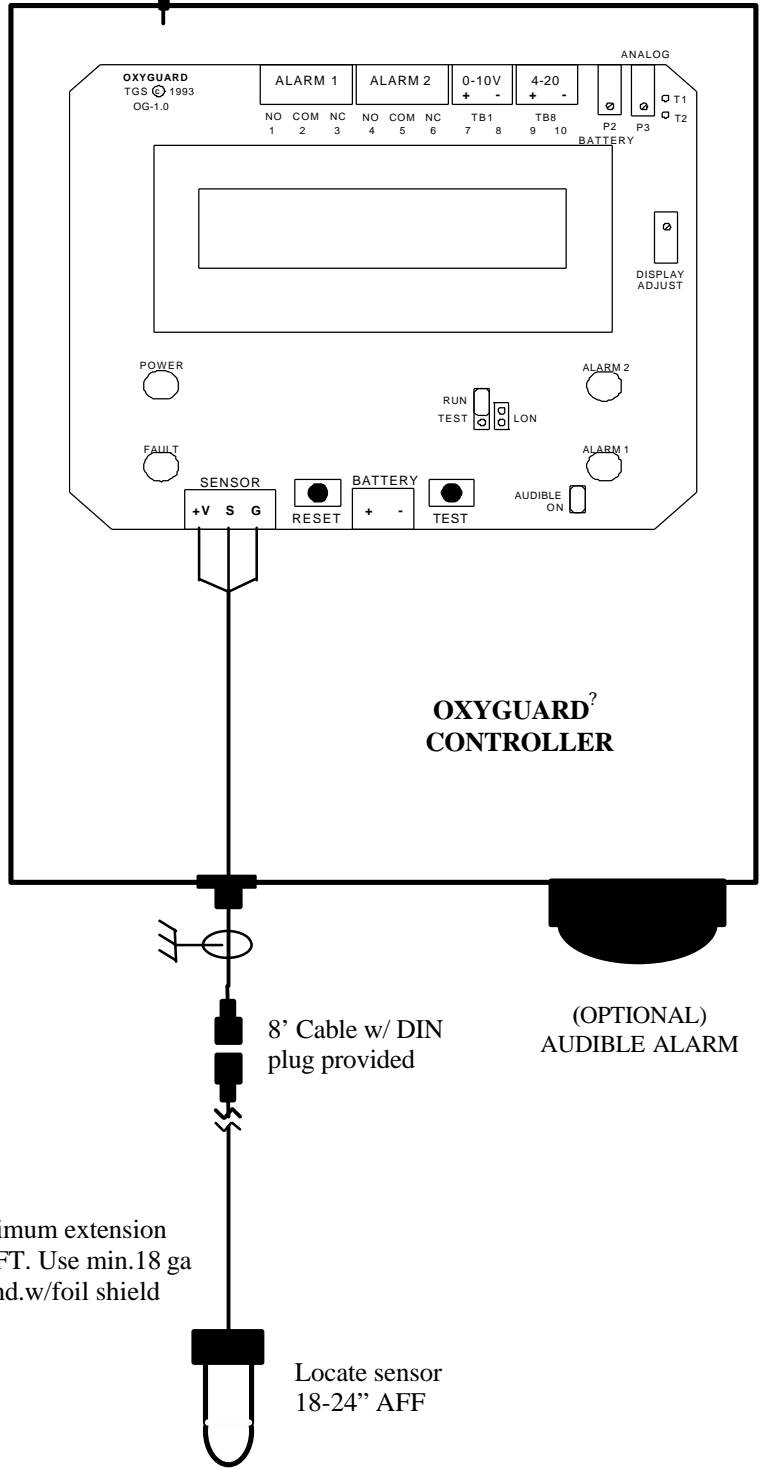 ANALOG
OXYGUARD
TGS © 1993
OG-1.0
ALARM 1 ALARM 2 0-10V 4-20
+ - + -
T1
T2
NO COM NC NO COM NC TB1 TB8 P2 P3
1 2 3 4 5 6 7 8 9 10 BATTERY
DISPLAY
ADJUST
POWER
ALARM 2
RUN
TEST LON
FAULT
ALARM 1
SENSOR BATTERY
AUDIBLE
ON
+V S G + -
RESET TEST
OXYGUARD?
CONTROLLER
8’ Cable w/ DIN
plug provided
(OPTIONAL)
AUDIBLE ALARM
extension
FT. Use min.18 ga
w/foil shield
Locate sensor
18-24” AFF